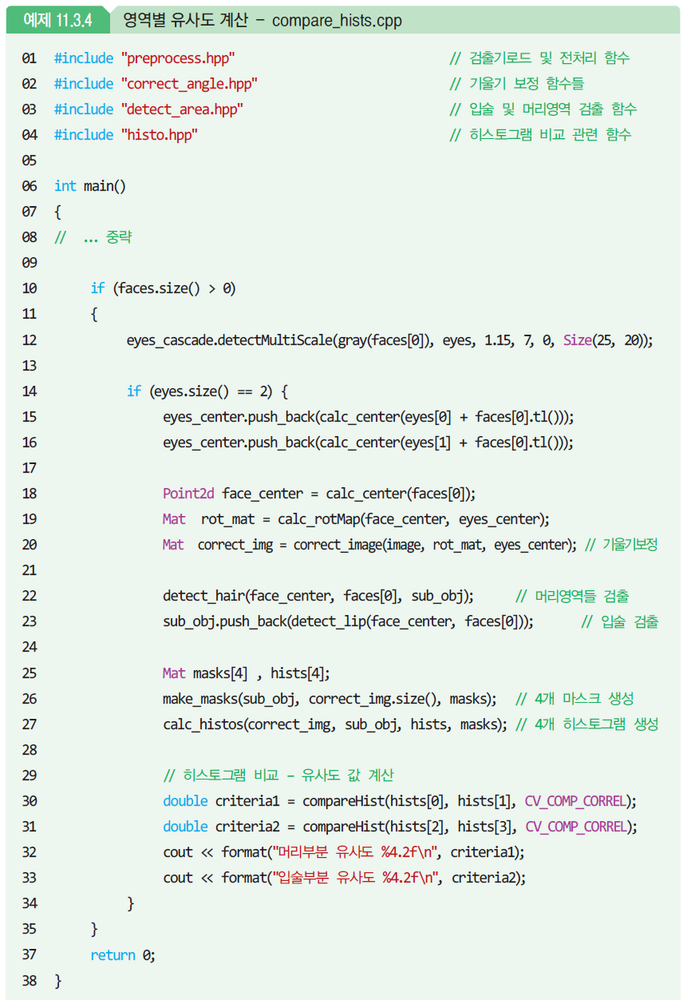 예제 11.3.4 영역별 유사도 계산 – compare_hists.cpp
01 #include "preprocess.hpp" // 검출기로드 및 전처리 함수
02 #include "correct_angle.hpp" // 기울기 보정 함수들
03 #include "detect_area.hpp" // 입술 및 머리영역 검출 함수
04 #include "histo.hpp" // 히스토그램 비교 관련 함수
05
06 int main()
07 {
08 // ... 중략
09
10 if (faces.size() > 0)
11 {
12 eyes_cascade.detectMultiScale(gray(faces[0]), eyes, 1.15, 7, 0, Size(25, 20));
13
14 if (eyes.size() == 2) {
15 eyes_center.push_back(calc_center(eyes[0] + faces[0].tl()));
16 eyes_center.push_back(calc_center(eyes[1] + faces[0].tl()));
17
18 Point2d face_center = calc_center(faces[0]);
19 Mat rot_mat = calc_rotMap(face_center, eyes_center);
20 Mat correct_img = correct_image(image, rot_mat, eyes_center); // 기울기보정
21
22 detect_hair(face_center, faces[0], sub_obj); // 머리영역들 검출
23 sub_obj.push_back(detect_lip(face_center, faces[0])); // 입술 검출
24
25 Mat masks[4] , hists[4];
26 make_masks(sub_obj, correct_img.size(), masks); // 4개 마스크 생성
27 calc_histos(correct_img, sub_obj, hists, masks); // 4개 히스토그램 생성
28
29 // 히스토그램 비교 – 유사도 값 계산
30 double criteria1 = compareHist(hists[0], hists[1], CV_COMP_CORREL);
31 double criteria2 = compareHist(hists[2], hists[3], CV_COMP_CORREL);
32 cout << format("머리부분 유사도 %4.2f\n", criteria1);
33 cout << format("입술부분 유사도 %4.2f\n", criteria2);
34 }
35 }
37 return 0;
38 }